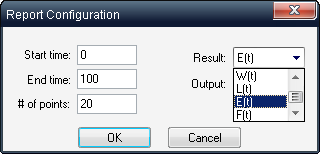 Report Configuration
Start time: 0
Result: E(t)
End time: 100
Output:
W(t)
L(t)
E(t)
F(t)
# of points: 20
OK
Cancel